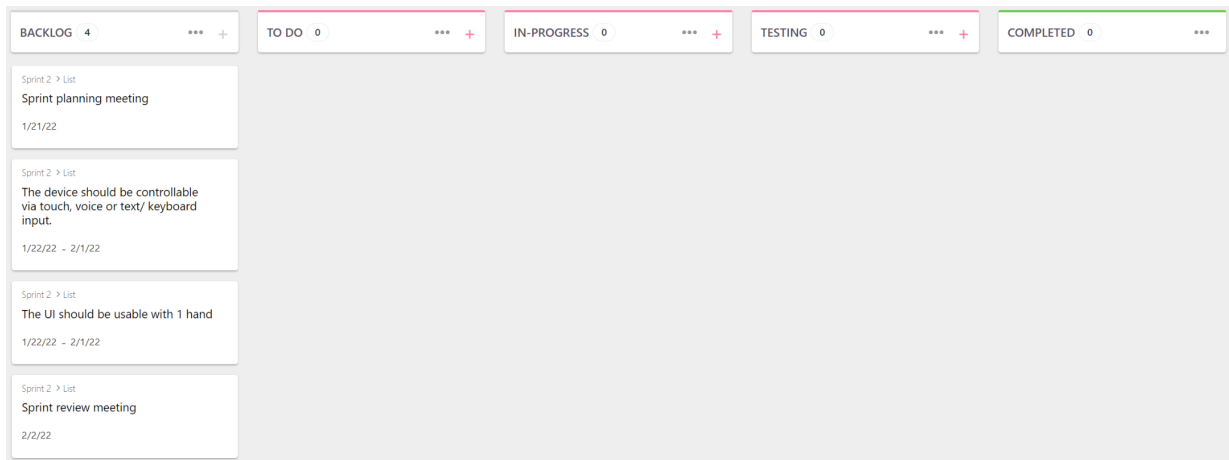 BACKLOG 4
TO DO 0
IN-PROGRESS 0
TESTING 0
COMPLETED 0
Sprint 2 > List
Sprint planning meeting
1/21/22
Sprint 2 > List
The device should be controllable
via touch, voice or text/ keyboard
input.
1/22/22 - 2/1/22
Sprint 2 > List
The UI should be usable with 1 hand
1/22/22 - 2/1/22
Sprint 2 > List
Sprint review meeting
2/2/22